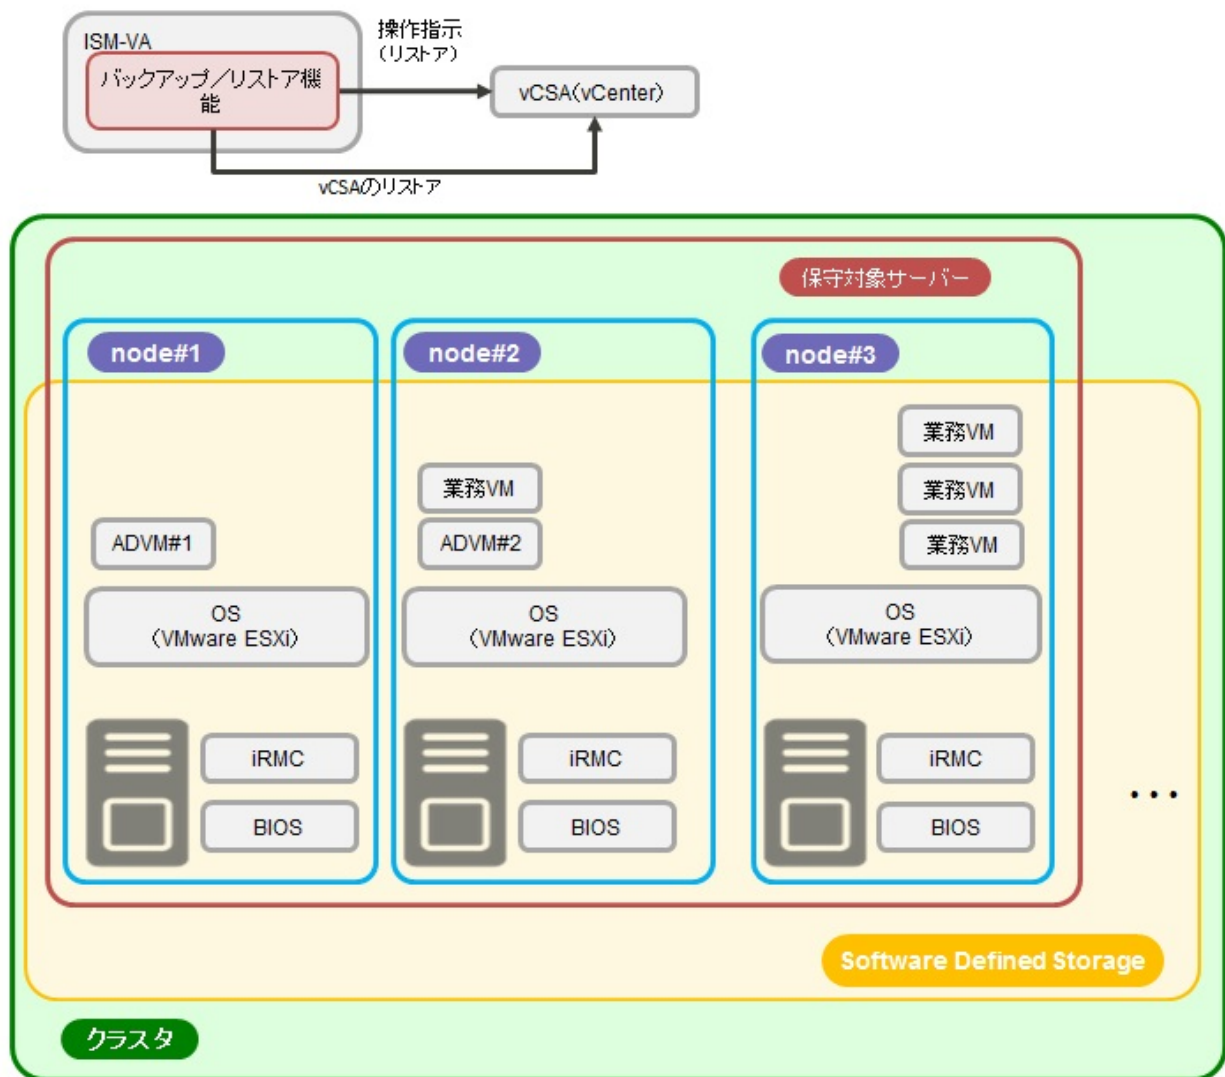 ISM-VA
バックアップ／リストア機
能
操作指示
(リストア)
vCSA(vCenter)
vCSAのリストア
保守対象サーバー
node#1
node#2
node#3
業務VM
業務VM
業務VM
業務VM
ADVM#1
ADVM#2
OS
(VMware ESXi)
OS
(VMware ESXi)
OS
(VMware ESXi)
iRMC
BIOS
iRMC
BIOS
iRMC
BIOS
...
Software Defined Storage
クラスタ